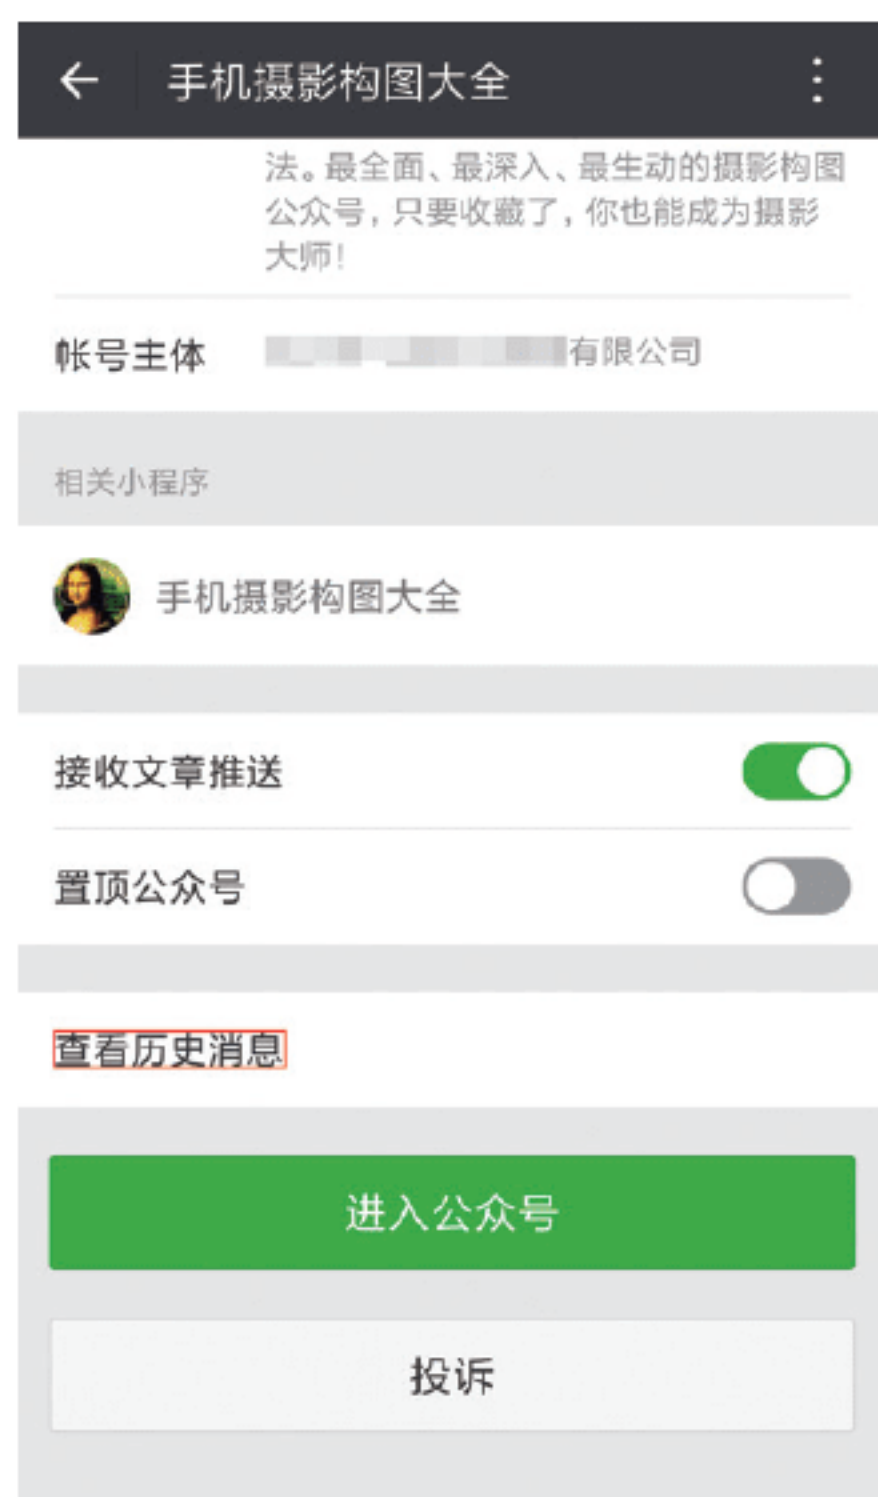 手机摄影构图大全
法。最全面、最深入、最生动的摄影构图
公众号，只要收藏了，你也能成为摄影
大师！
帐号主体 有限公司
相关小程序
手机摄影构图大全
接收文章推送
置顶公众号
查看历史消息
进入公众号
投诉